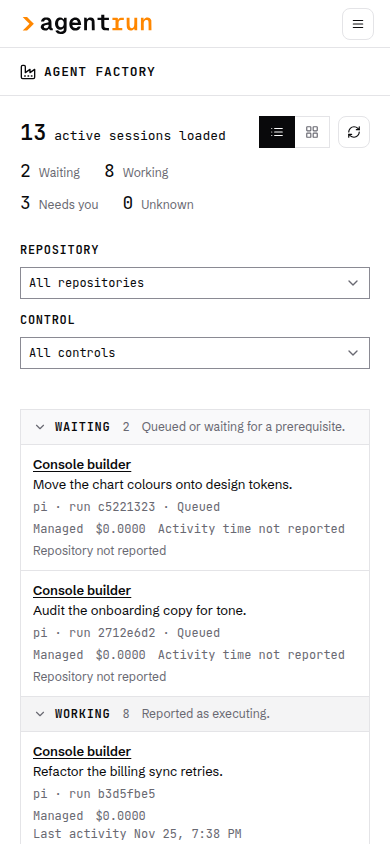 agentrun
AGENT FACTORY
13 active sessions loaded
2 Waiting 8 Working
3 Needs you 0 Unknown
REPOSITORY
All repositories
CONTROL
All controls
WAITING 2 Queued or waiting for a prerequisite.
Console builder
Move the chart colours onto design tokens.
pi · run c5221323 · Queued
Managed $0.0000 Activity time not reported
Repository not reported
Console builder
Audit the onboarding copy for tone.
pi · run 2712e6d2 · Queued
Managed $0.0000 Activity time not reported
Repository not reported
WORKING 8 Reported as executing.
Console builder
Refactor the billing sync retries.
pi · run b3d5fbe5
Managed $0.0000
Last activity Nov 25, 7:38 PM